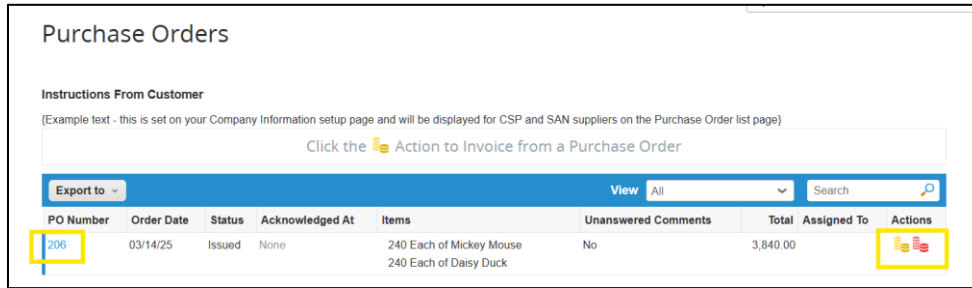 Purchase Orders
Instructions From Customer
{Example text - this is set on your Company Information setup page and will be displayed for CSP and SAN suppliers on the Purchase Order list page}
Click the Action to Invoice from a Purchase Order
Export to View All Search
PO Number Order Date Status Acknowledged At Items Unanswered Comments Total Assigned To Actions
206 03/14/25 Issued None 240 Each of Mickey Mouse No 3,840.00
240 Each of Daisy Duck